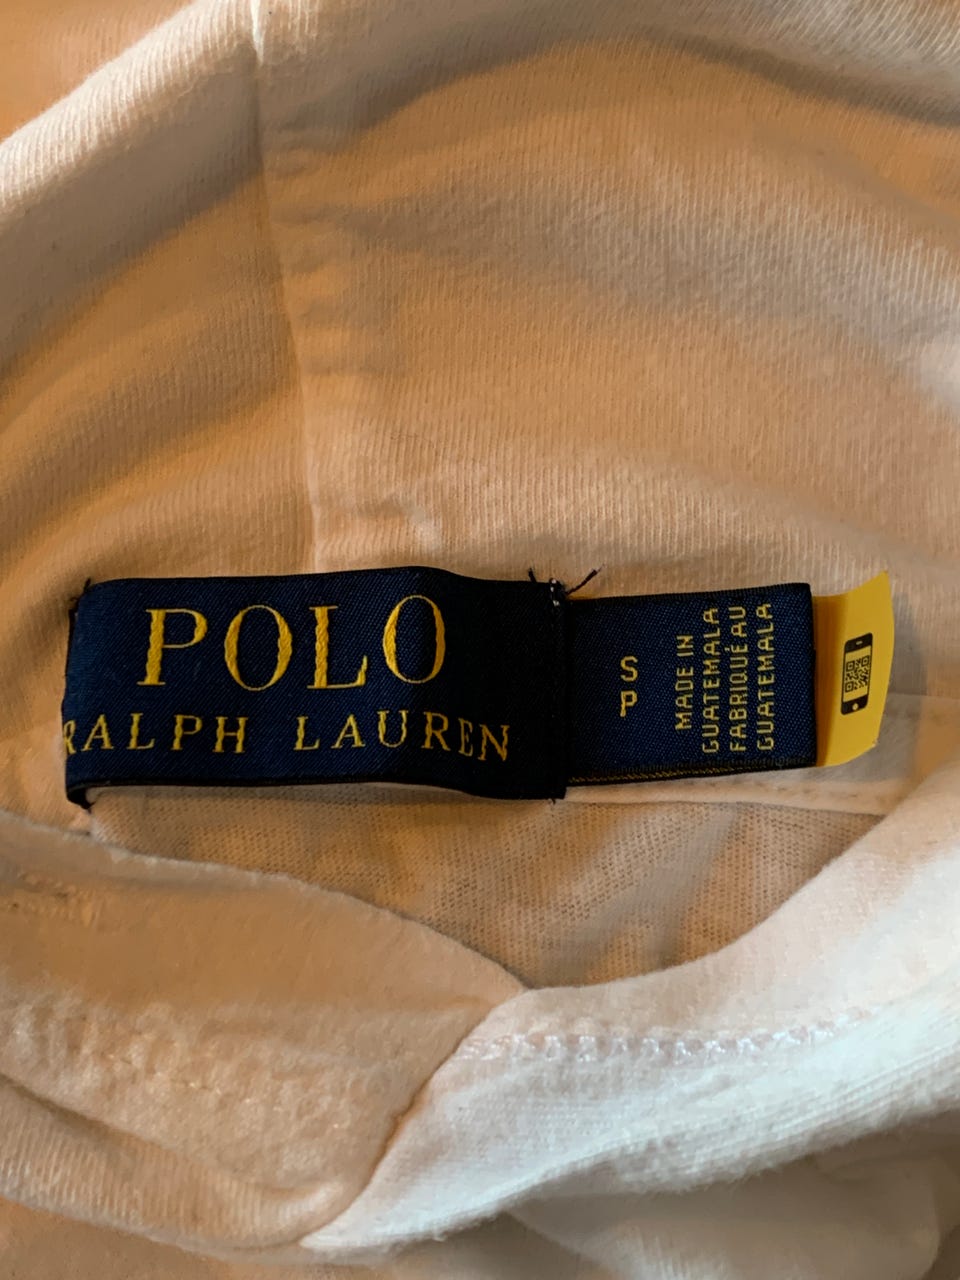 POLO
RALPH LAUREN
S
P
MADE IN
GUATEMALA
FABRIQUÉ AU
GUATEMALA